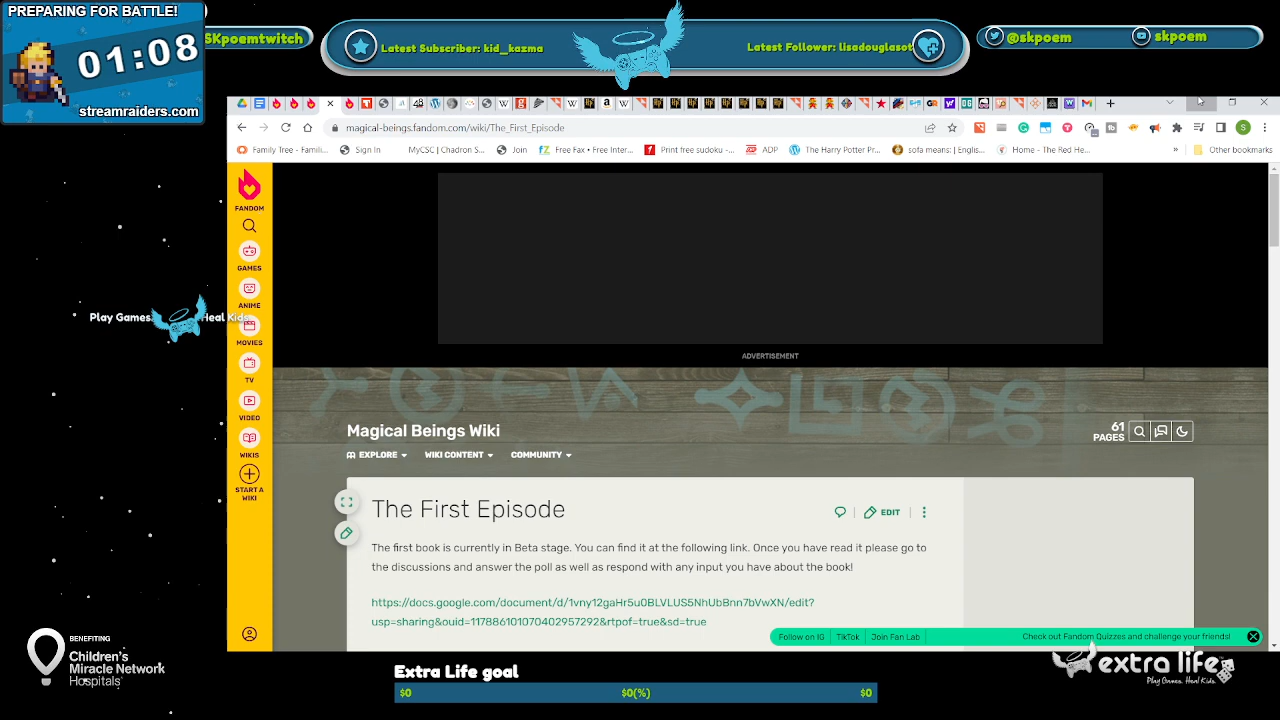 PREPARING FOR BATTLE!
01:08
streamraiders.com
SKpoemtwitch
Latest Subscriber: kid_kazma
Latest Follower: lisadouglasot
@skpoem
skpoem
magical-beings.fandom.com/wiki/The_First_Episode
Family Tree - Famili...
Sign In
MyCSC | Chadron S...
Join
Free Fax • Free Inter...
Print free sudoku -...
ADP
The Harry Potter Pr...
sofa means: | Englis...
Home - The Red He...
Other bookmarks
FANDOM
GAMES
ANIME
MOVIES
TV
VIDEO
WIKIS
START A
WIKI
Play Games.
Heal Kids
ADVERTISEMENT
Magical Beings Wiki
61
PAGES
EXPLORE
WIKI CONTENT
COMMUNITY
The First Episode
EDIT
The first book is currently in Beta stage. You can find it at the following link. Once you have read it please go to
the discussions and answer the poll as well as respond with any input you have about the book!
https://docs.google.com/document/d/1vny12gaHr5u0BLVLUS5NhUbBnn7bVwXN/edit?
usp=sharing&ouid=117886101070402957292&rtpof=true&sd=true
Follow on IG
TikTok
Join Fan Lab
Check out Fandom Quizzes and challenge your friends!
BENEFITING
Children's
Miracle Network
Hospitals
extra life
Play Games. Heal Kids.
Extra Life goal
$0
$0(%)
$0